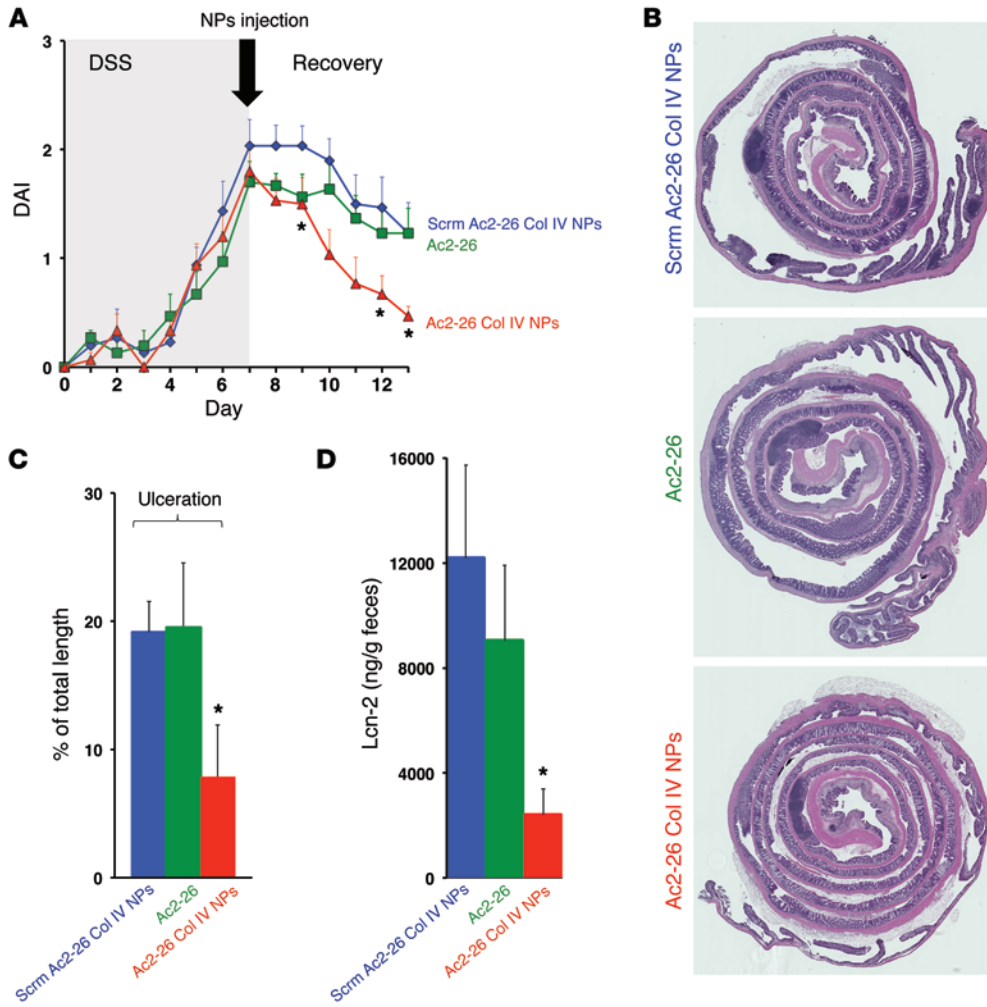 A
NPs injection
DSS
Recovery
DAI
2
1
0
0
2
4
6
8
10
12
Day
Scrm Ac2-26 Col IV NPs
Ac2-26
Ac2-26 Col IV NPs
*
*
*
B
Scrm Ac2-26 Col IV NPs
Ac2-26
Ac2-26 Col IV NPs
C
% of total length
30
20
10
0
Ulceration
*
Scrm Ac2-26 Col IV NPs
Ac2-26
Ac2-26 Col IV NPs
D
Lcn-2 (ng/g feces)
16000
12000
8000
4000
0
*
Scrm Ac2-26 Col IV NPs
Ac2-26
Ac2-26 Col IV NPs